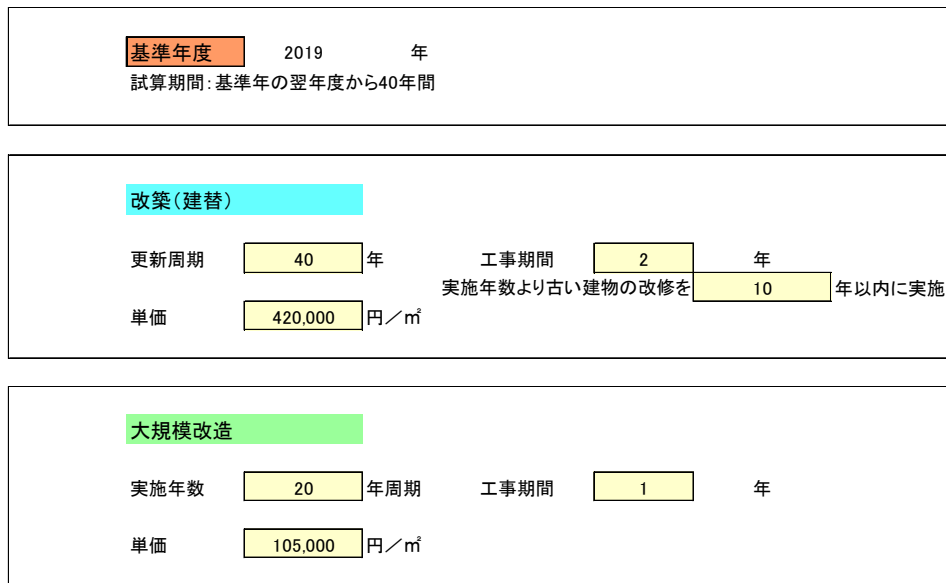 基準年度 2019 年
試算期間:基準年の翌年度から40年間
改築(建替)
更新周期 40 年 工事期間 2 年
実施年数より古い建物の改修を 10 年以内に実施
単価 420,000 円/㎡
大規模改造
実施年数 20 年周期 工事期間 1 年
単価 105,000 円/㎡